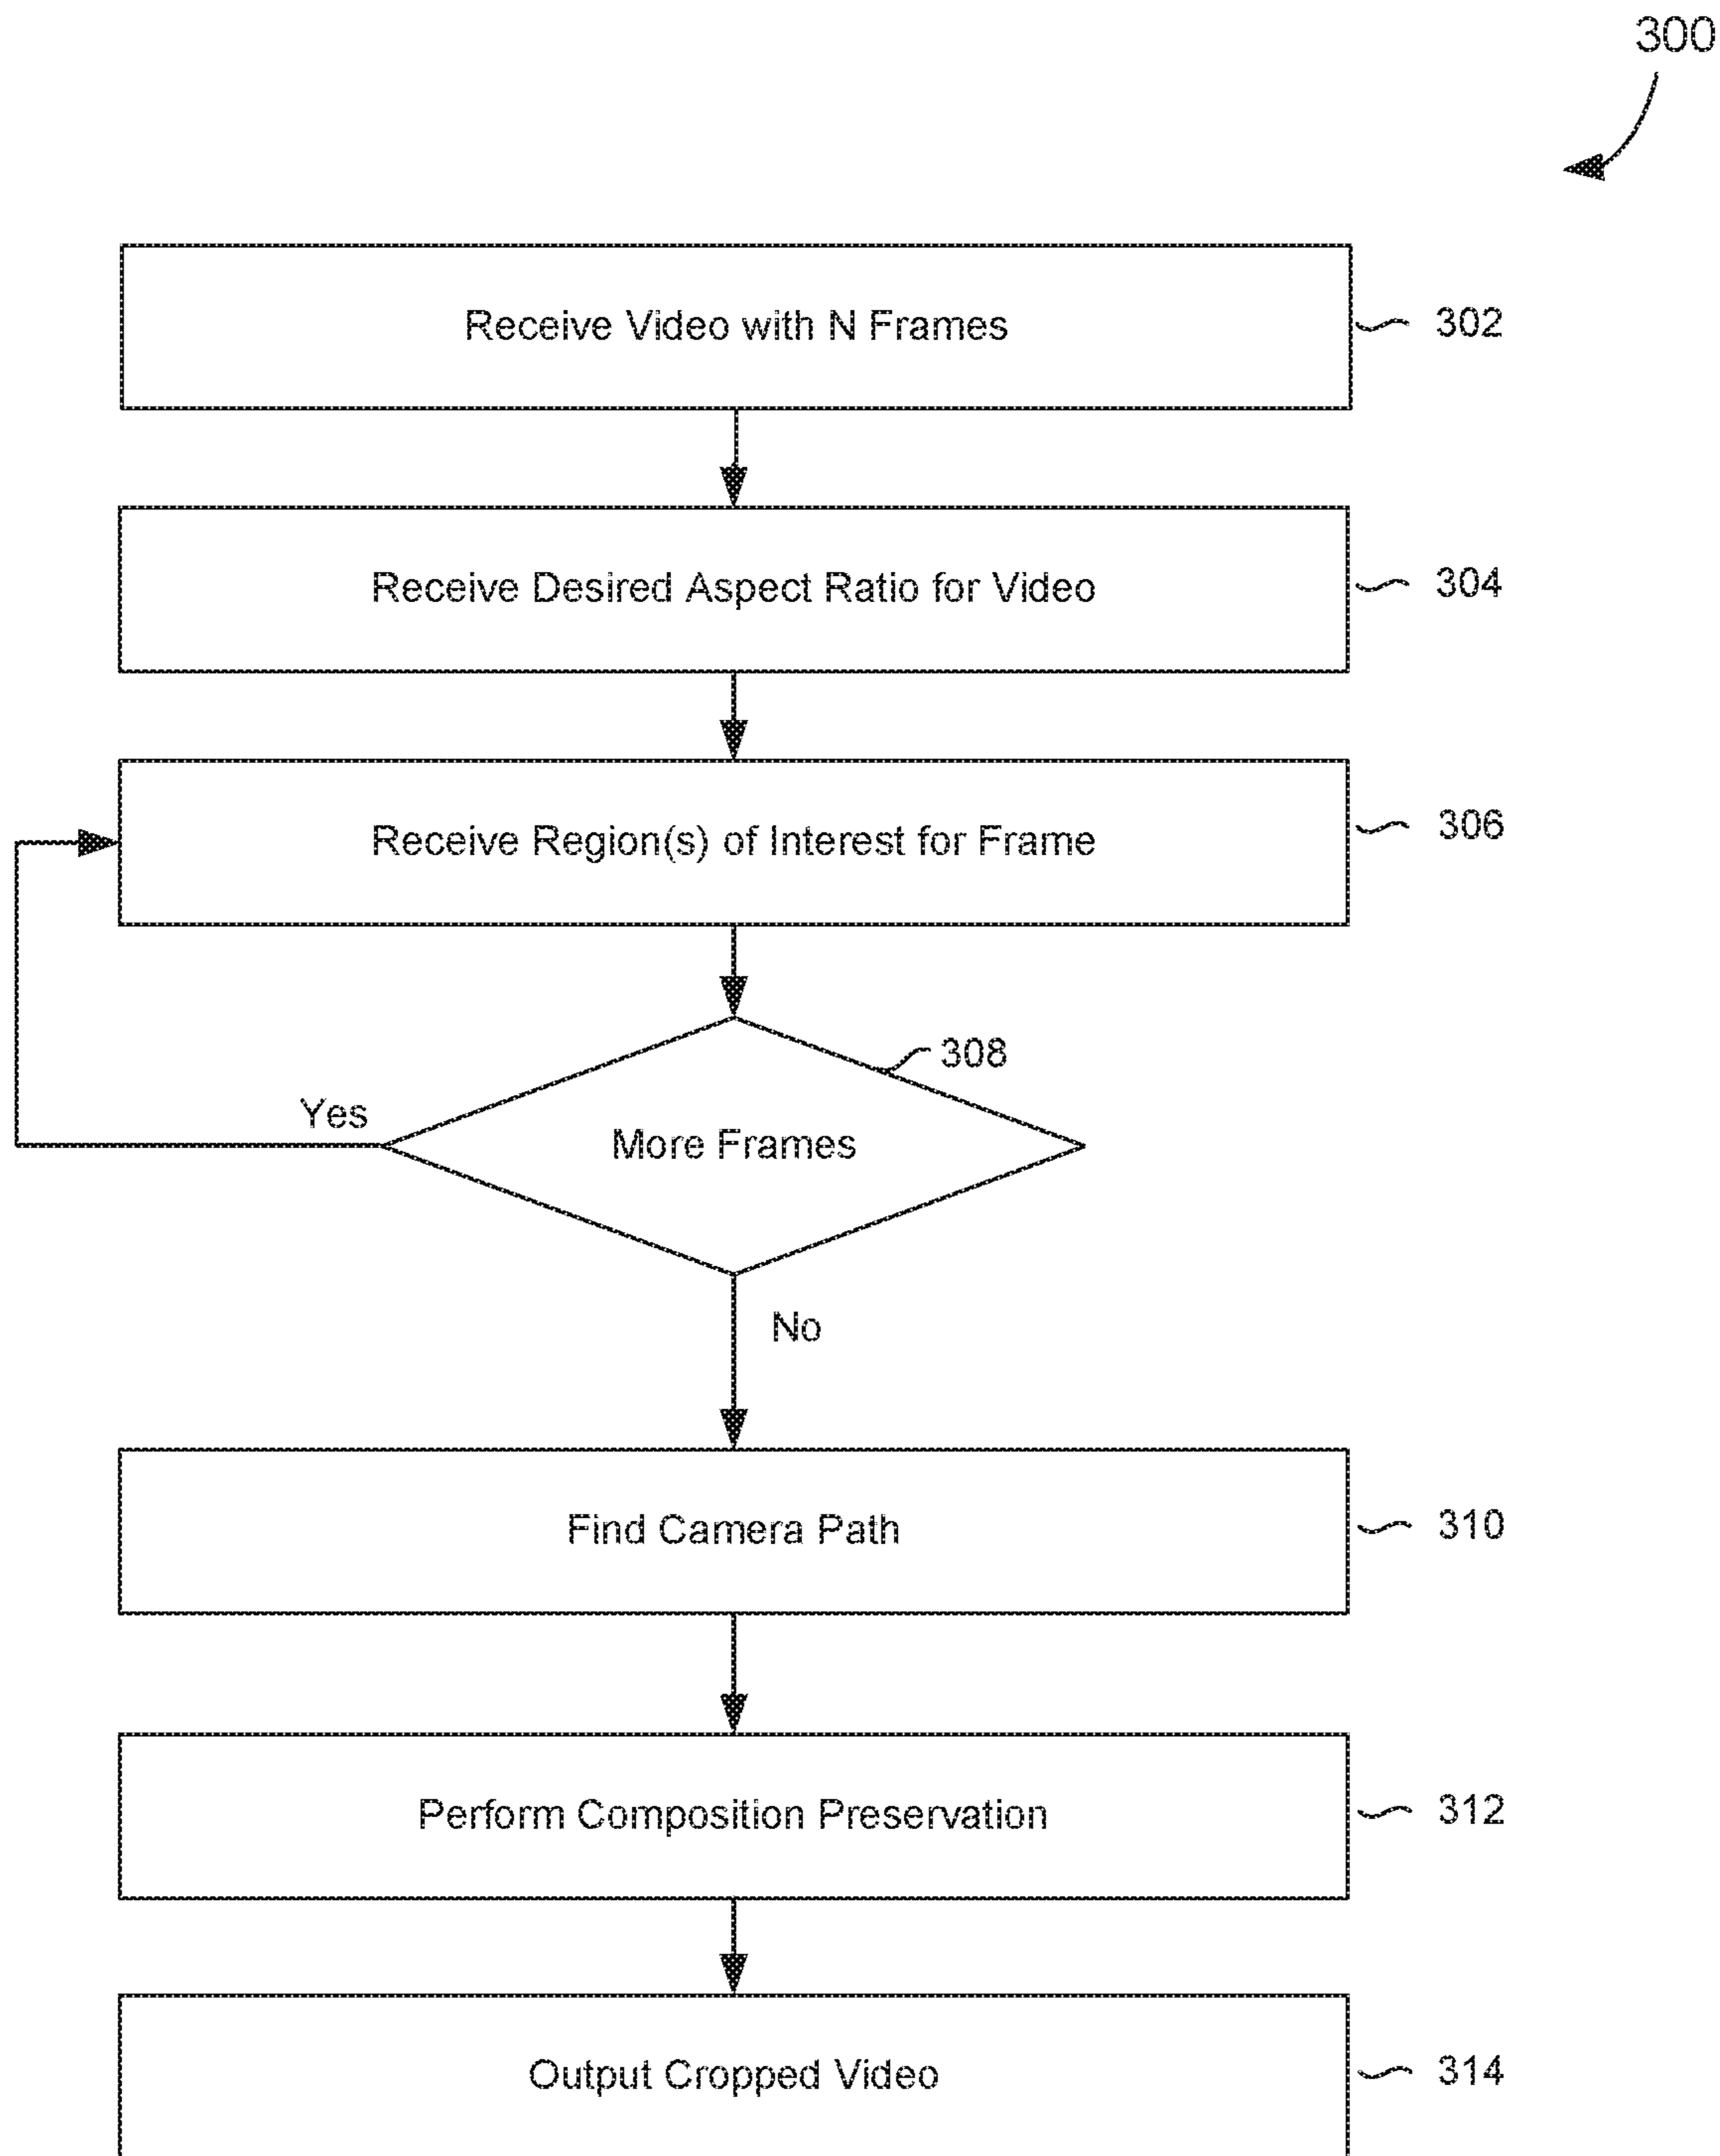 300
Receive Video with N Frames
302
Receive Desired Aspect Ratio for Video
304
Receive Region(s) of Interest for Frame
306
308
Yes
More Frames
No
Find Camera Path
310
Perform Composition Preservation
312
Output Cropped Video
314